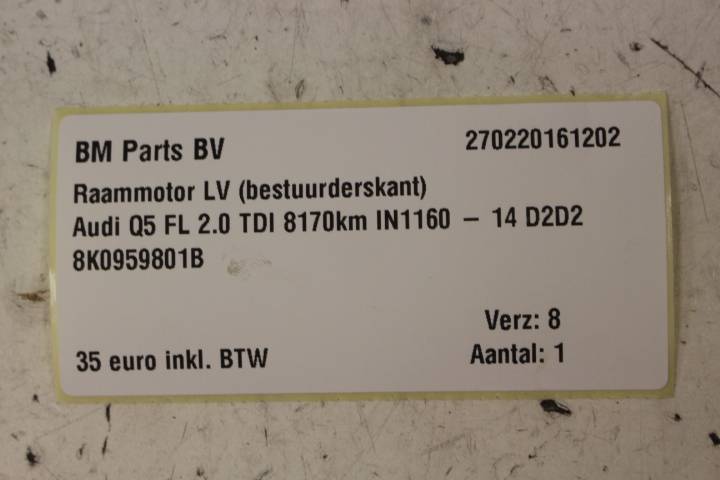 BM Parts BV 270220161202
Raammotor LV (bestuurderskant)
Audi Q5 FL 2.0 TDI 8170km IN1160 – 14 D2D2
8K0959801B
Verz: 8
35 euro inkl. BTW Aantal: 1